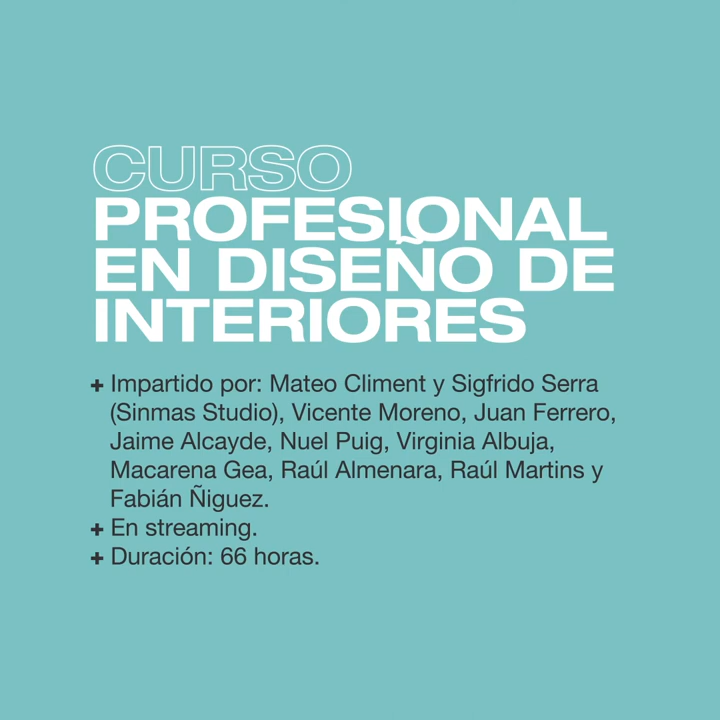 CURSO
PROFESIONAL
EN DISEÑO DE
INTERIORES
+ Impartido por: Mateo Climent y Sigfrido Serra
(Sinmas Studio), Vicente Moreno, Juan Ferrero,
Jaime Alcayde, Nuel Puig, Virginia Albuja,
Macarena Gea, Raúl Almenara, Raúl Martins y
Fabián Ñiguez.
+ En streaming.
+ Duración: 66 horas.